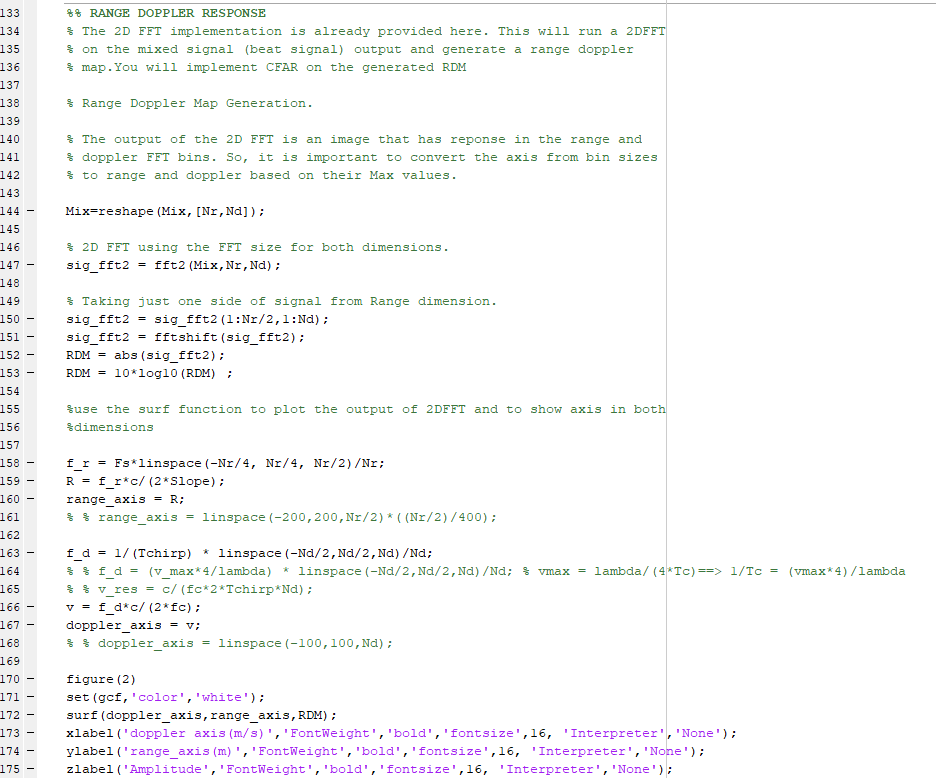 133 %% RANGE DOPPLER RESPONSE
134 % The 2D FFT implementation is already provided here. This will run a 2DFFT
135 % on the mixed signal (beat signal) output and generate a range doppler
136 % map.You will implement CFAR on the generated RDM
137
138 % Range Doppler Map Generation.
139
140 % The output of the 2D FFT is an image that has reponse in the range and
141 % doppler FFT bins. So, it is important to convert the axis from bin sizes
142 % to range and doppler based on their Max values.
143
144 – Mix=reshape(Mix,[Nr,Nd]);
145
146 % 2D FFT using the FFT size for both dimensions.
147 – sig_fft2 = fft2(Mix,Nr,Nd);
148
149 % Taking just one side of signal from Range dimension.
150 – sig_fft2 = sig_fft2(1:Nr/2,1:Nd);
151 – sig_fft2 = fftshift(sig_fft2);
152 – RDM = abs(sig_fft2);
153 – RDM = 10*log10(RDM) ;
154
155 %use the surf function to plot the output of 2DFFT and to show axis in both
156 %dimensions
157
158 – f_r = Fs*linspace(-Nr/4, Nr/4, Nr/2)/Nr;
159 – R = f_r*c/(2*Slope);
160 – range_axis = R;
161 % % range_axis = linspace(-200,200,Nr/2)*((Nr/2)/400);
162
163 – f_d = 1/(Tchirp) * linspace(-Nd/2,Nd/2,Nd)/Nd;
164 % % f_d = (v_max*4/lambda) * linspace(-Nd/2,Nd/2,Nd)/Nd; % vmax = lambda/(4*Tc)==> 1/Tc = (vmax*4)/lambda
165 % % v_res = c/(fc*2*Tchirp*Nd);
166 – v = f_d*c/(2*fc);
167 – doppler_axis = v;
168 % % doppler_axis = linspace(-100,100,Nd);
169
170 – figure(2)
171 – set(gcf,'color','white');
172 – surf(doppler_axis,range_axis,RDM);
173 – xlabel('doppler axis(m/s)','FontWeight','bold','fontsize',16, 'Interpreter','None');
174 – ylabel('range_axis(m)','FontWeight','bold','fontsize',16, 'Interpreter','None');
175 – zlabel('Amplitude','FontWeight','bold','fontsize',16, 'Interpreter','None');